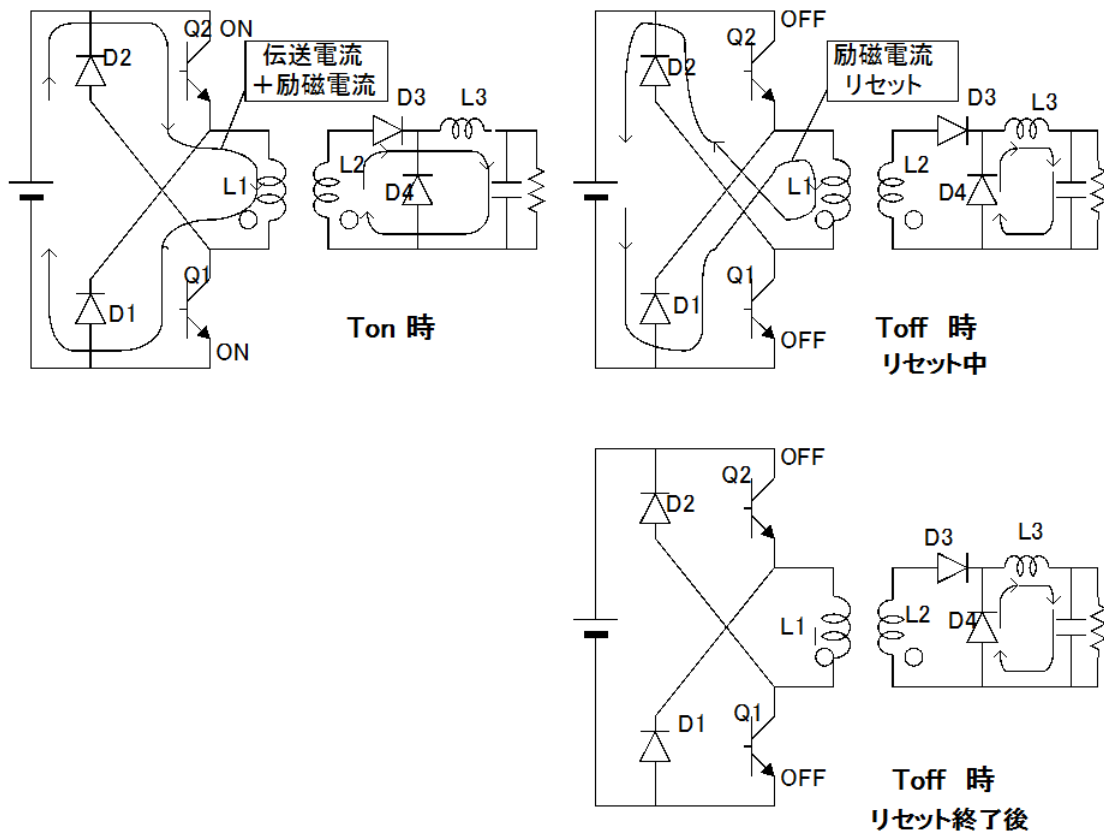 Q2 ON
D2
伝送電流
+励磁電流
D3
L3
L2
L1
D4
Q1
D1
ON
Ton 時
OFF
Q2
D2
励磁電流
リセット
D3
L3
L2
L1
D4
Q1
D1
OFF
Toff 時
リセット中
OFF
Q2
D2
D3
L3
L1
L2
D4
Q1
D1
OFF
Toff 時
リセット終了後